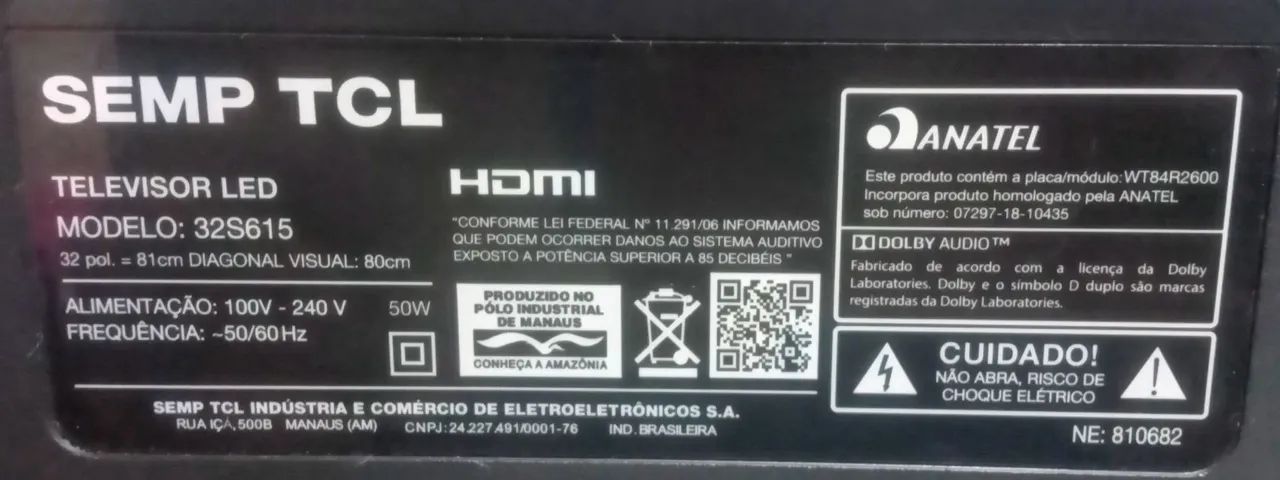 SEMP TCL
TELEVISOR LED
MODELO: 32S615
32 pol. = 81cm DIAGONAL VISUAL: 80cm
ALIMENTAÇÃO: 100V - 240 V 50W
FREQUÊNCIA: ~50/60Hz
HDMI
"CONFORME LEI FEDERAL Nº 11.291/06 INFORMAMOS
QUE PODEM OCORRER DANOS AO SISTEMA AUDITIVO
EXPOSTO A POTÊNCIA SUPERIOR A 85 DECIBÉIS "
PRODUZIDO NO
PÓLO INDUSTRIAL
DE MANAUS
CONHEÇA A AMAZÔNIA
ANATEL
Este produto contém a placa/módulo: WT84R2600
Incorpora produto homologado pela ANATEL
sob número: 07297-18-10435
DOLBY AUDIO™
Fabricado de acordo com a licença da Dolby
Laboratories. Dolby e o símbolo D duplo são marcas
registradas da Dolby Laboratories.
CUIDADO!
NÃO ABRA, RISCO DE
CHOQUE ELÉTRICO
SEMP TCL INDÚSTRIA E COMÉRCIO DE ELETROELETRÔNICOS S.A.
RUA IÇÁ, 500B MANAUS (AM) CNPJ: 24.227.491/0001-76 IND. BRASILEIRA
NE: 810682